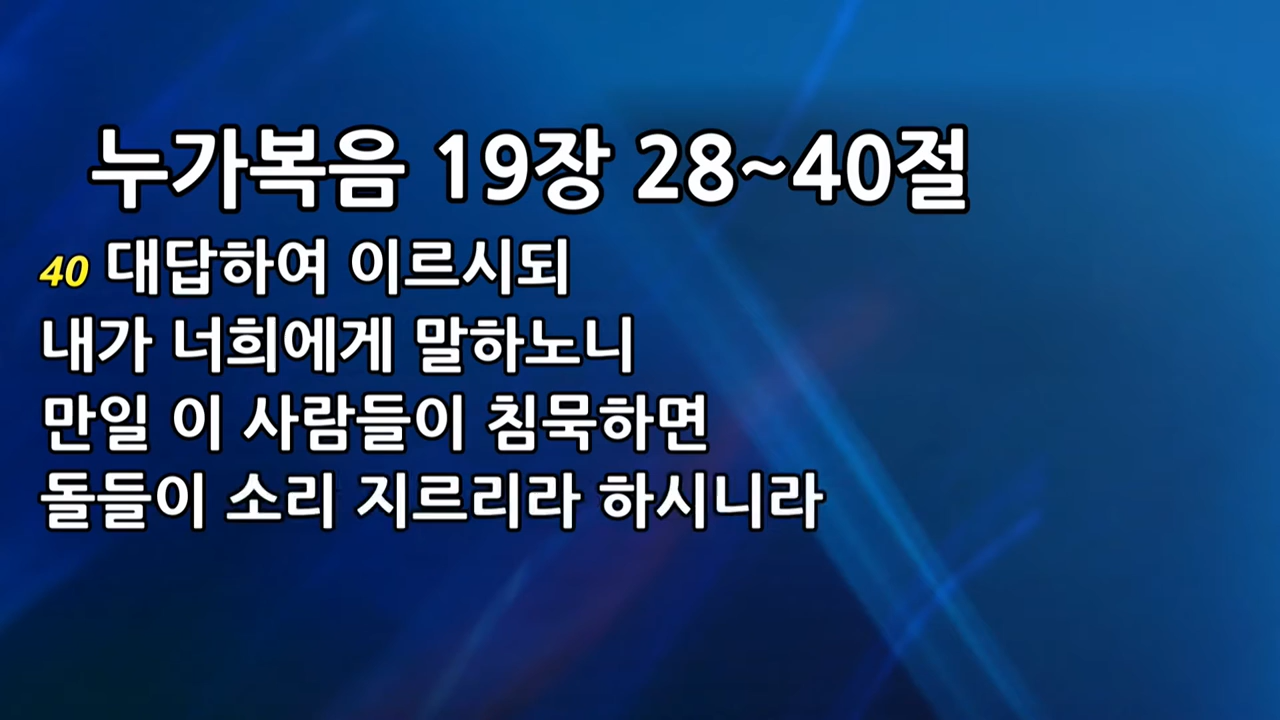 누가복음 19장 28~40절
40 대답하여 이르시되
내가 너희에게 말하노니
만일 이 사람들이 침묵하면
돌들이 소리 지르리라 하시니라